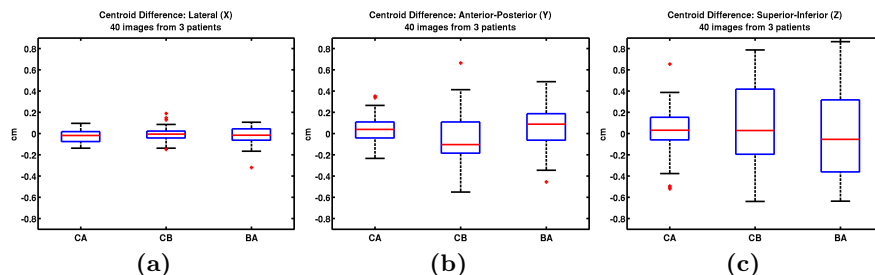 Centroid Difference: Lateral (X)
40 images from 3 patients
0.8
0.6
0.4
0.2
0
-0.2
-0.4
-0.6
-0.8
cm
CA CB BA
(a)
Centroid Difference: Anterior-Posterior (Y)
40 images from 3 patients
0.8
0.6
0.4
0.2
0
-0.2
-0.4
-0.6
-0.8
cm
CA CB BA
(b)
Centroid Difference: Superior-Inferior (Z)
40 images from 3 patients
0.8
0.6
0.4
0.2
0
-0.2
-0.4
-0.6
-0.8
cm
CA CB BA
(c)